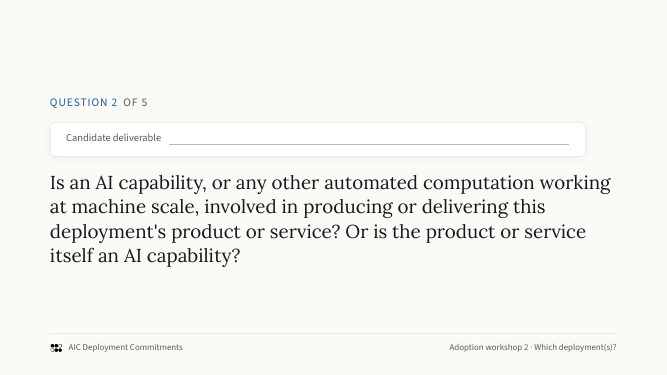 QUESTION 2 OF 5
Candidate deliverable
Is an AI capability, or any other automated computation working
at machine scale, involved in producing or delivering this
deployment's product or service? Or is the product or service
itself an AI capability?
AIC Deployment Commitments
Adoption workshop 2 · Which deployment(s)?